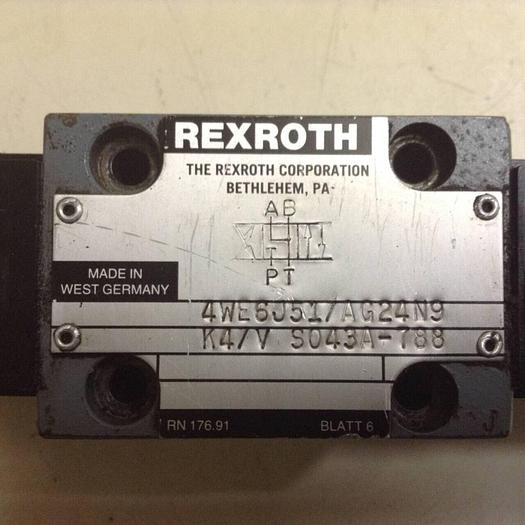 REXROTH
THE REXROTH CORPORATION
BETHLEHEM, PA.
AB
PT
MADE IN
WEST GERMANY
4WE6J51/AG24N9
K4/V SO43A-788
RN 176.91 BLATT 6
J